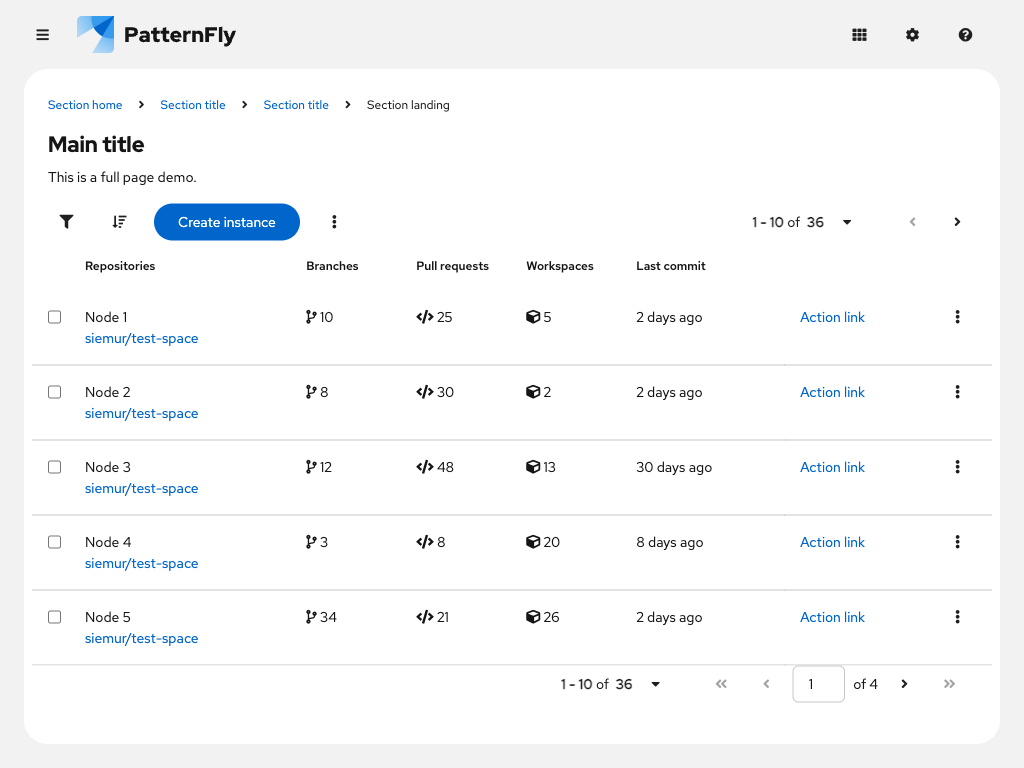 PatternFly
Section home Section title Section title Section landing
Main title
This is a full page demo.
Create instance 1 - 10 of 36
Repositories Branches Pull requests Workspaces Last commit
Node 1 10 25 5 2 days ago Action link
siemur/test-space
Node 2 8 30 2 2 days ago Action link
siemur/test-space
Node 3 12 48 13 30 days ago Action link
siemur/test-space
Node 4 3 8 20 8 days ago Action link
siemur/test-space
Node 5 34 21 26 2 days ago Action link
siemur/test-space
1 - 10 of 36 1 of 4